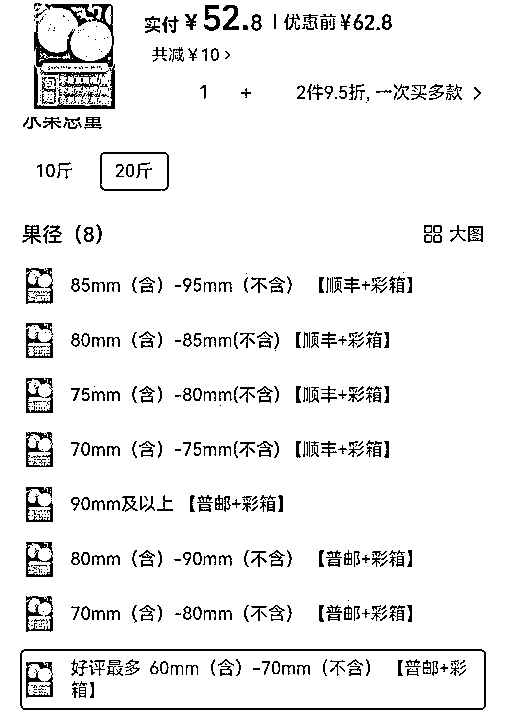 实付 ¥52.8 | 优惠前 ¥62.8
共减 ¥10 >
1 + 2件9.5折, 一次买多款 >
水果总重
10斤 20斤
果径（8） 大图
85mm（含）-95mm（不含）【顺丰+彩箱】
80mm（含）-85mm(不含)【顺丰+彩箱】
75mm（含）-80mm(不含)【顺丰+彩箱】
70mm（含）-75mm(不含)【顺丰+彩箱】
90mm及以上 【普邮+彩箱】
80mm（含）-90mm（不含） 【普邮+彩箱】
70mm（含）-80mm（不含） 【普邮+彩箱】
好评最多 60mm（含）-70mm（不含） 【普邮+彩
箱】